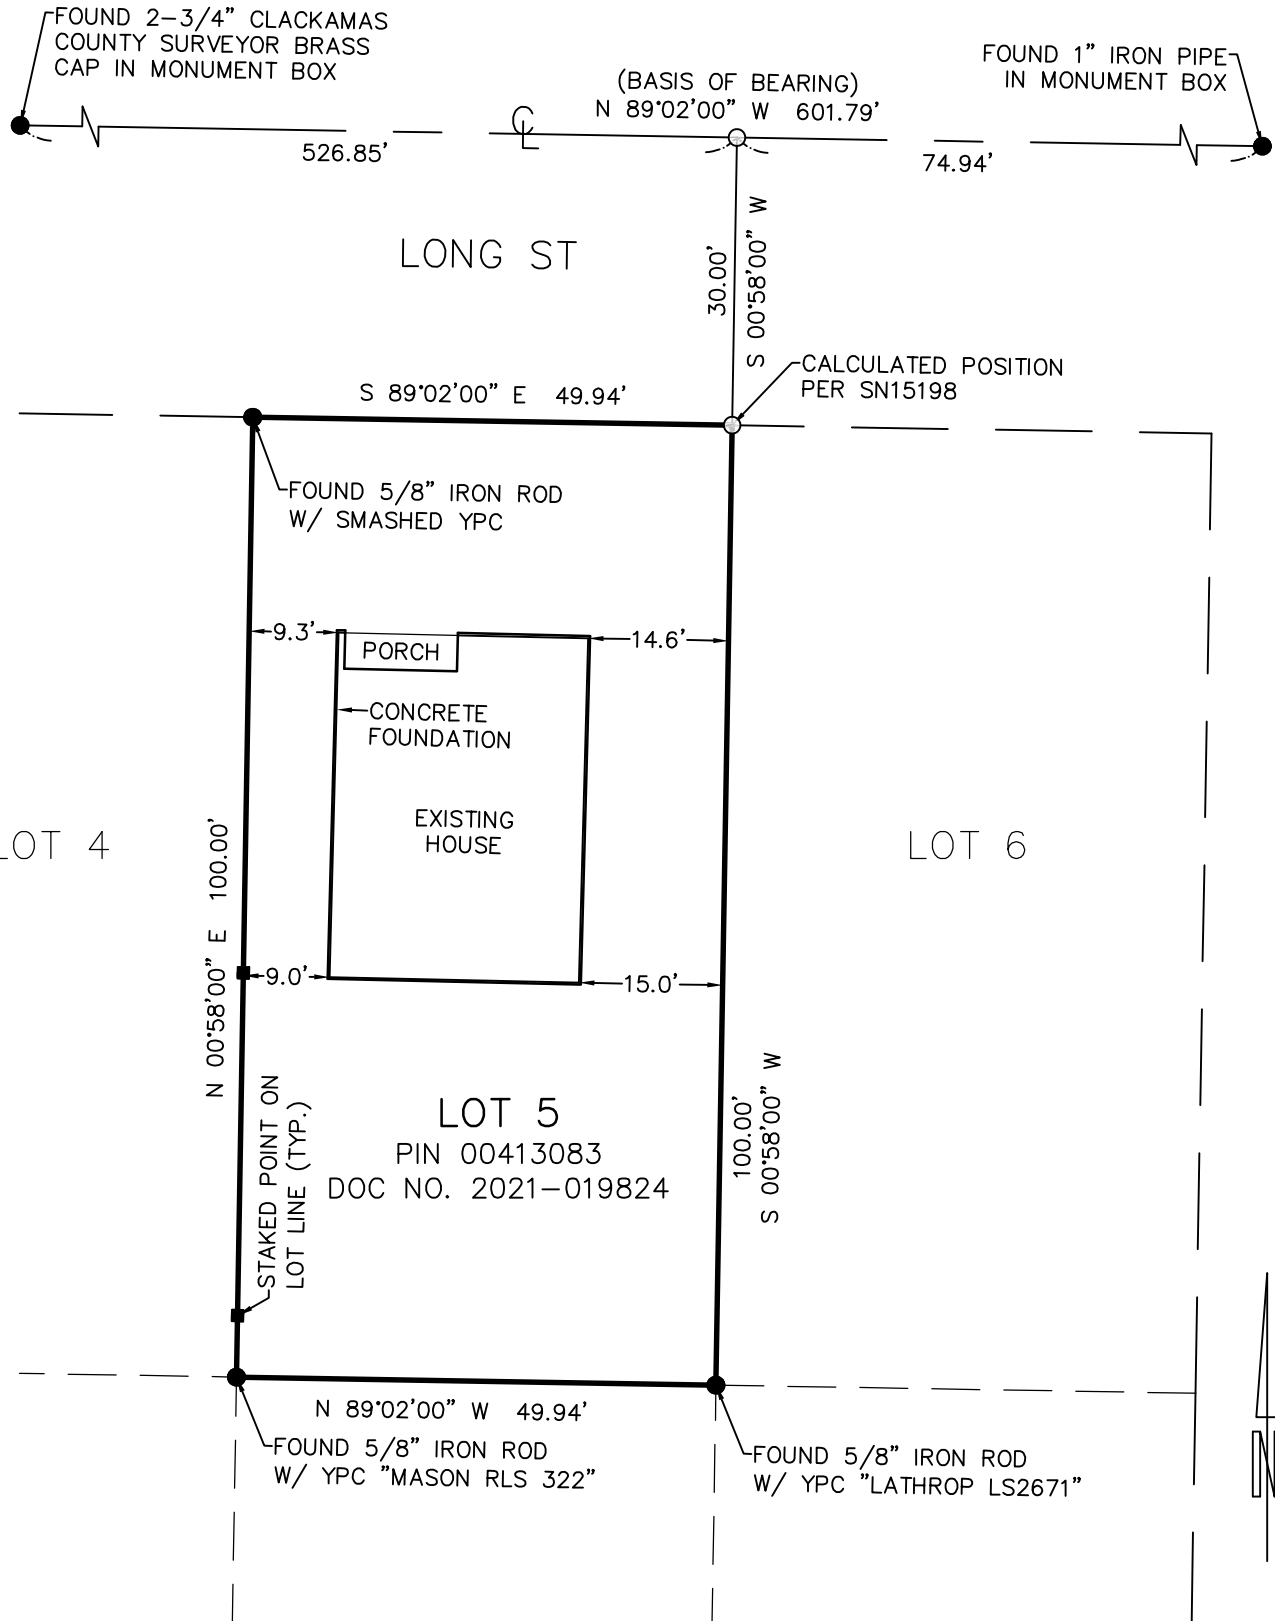 FOUND 2-3/4" CLACKAMAS
COUNTY SURVEYOR BRASS
CAP IN MONUMENT BOX
(BASIS OF BEARING)
N 89°02'00" W 601.79'
FOUND 1" IRON PIPE
IN MONUMENT BOX
℄
526.85'
74.94'
LONG ST
30.00'
S 00°58'00" W
S 89°02'00" E 49.94'
CALCULATED POSITION
PER SN15198
FOUND 5/8" IRON ROD
W/ SMASHED YPC
9.3'
PORCH
14.6'
CONCRETE
FOUNDATION
EXISTING
HOUSE
LOT 4
LOT 6
N 00°58'00" E 100.00'
9.0'
15.0'
STAKED POINT ON
LOT LINE (TYP.)
LOT 5
PIN 00413083
DOC NO. 2021-019824
100.00'
S 00°58'00" W
N 89°02'00" W 49.94'
FOUND 5/8" IRON ROD
W/ YPC "MASON RLS 322"
FOUND 5/8" IRON ROD
W/ YPC "LATHROP LS2671"
N